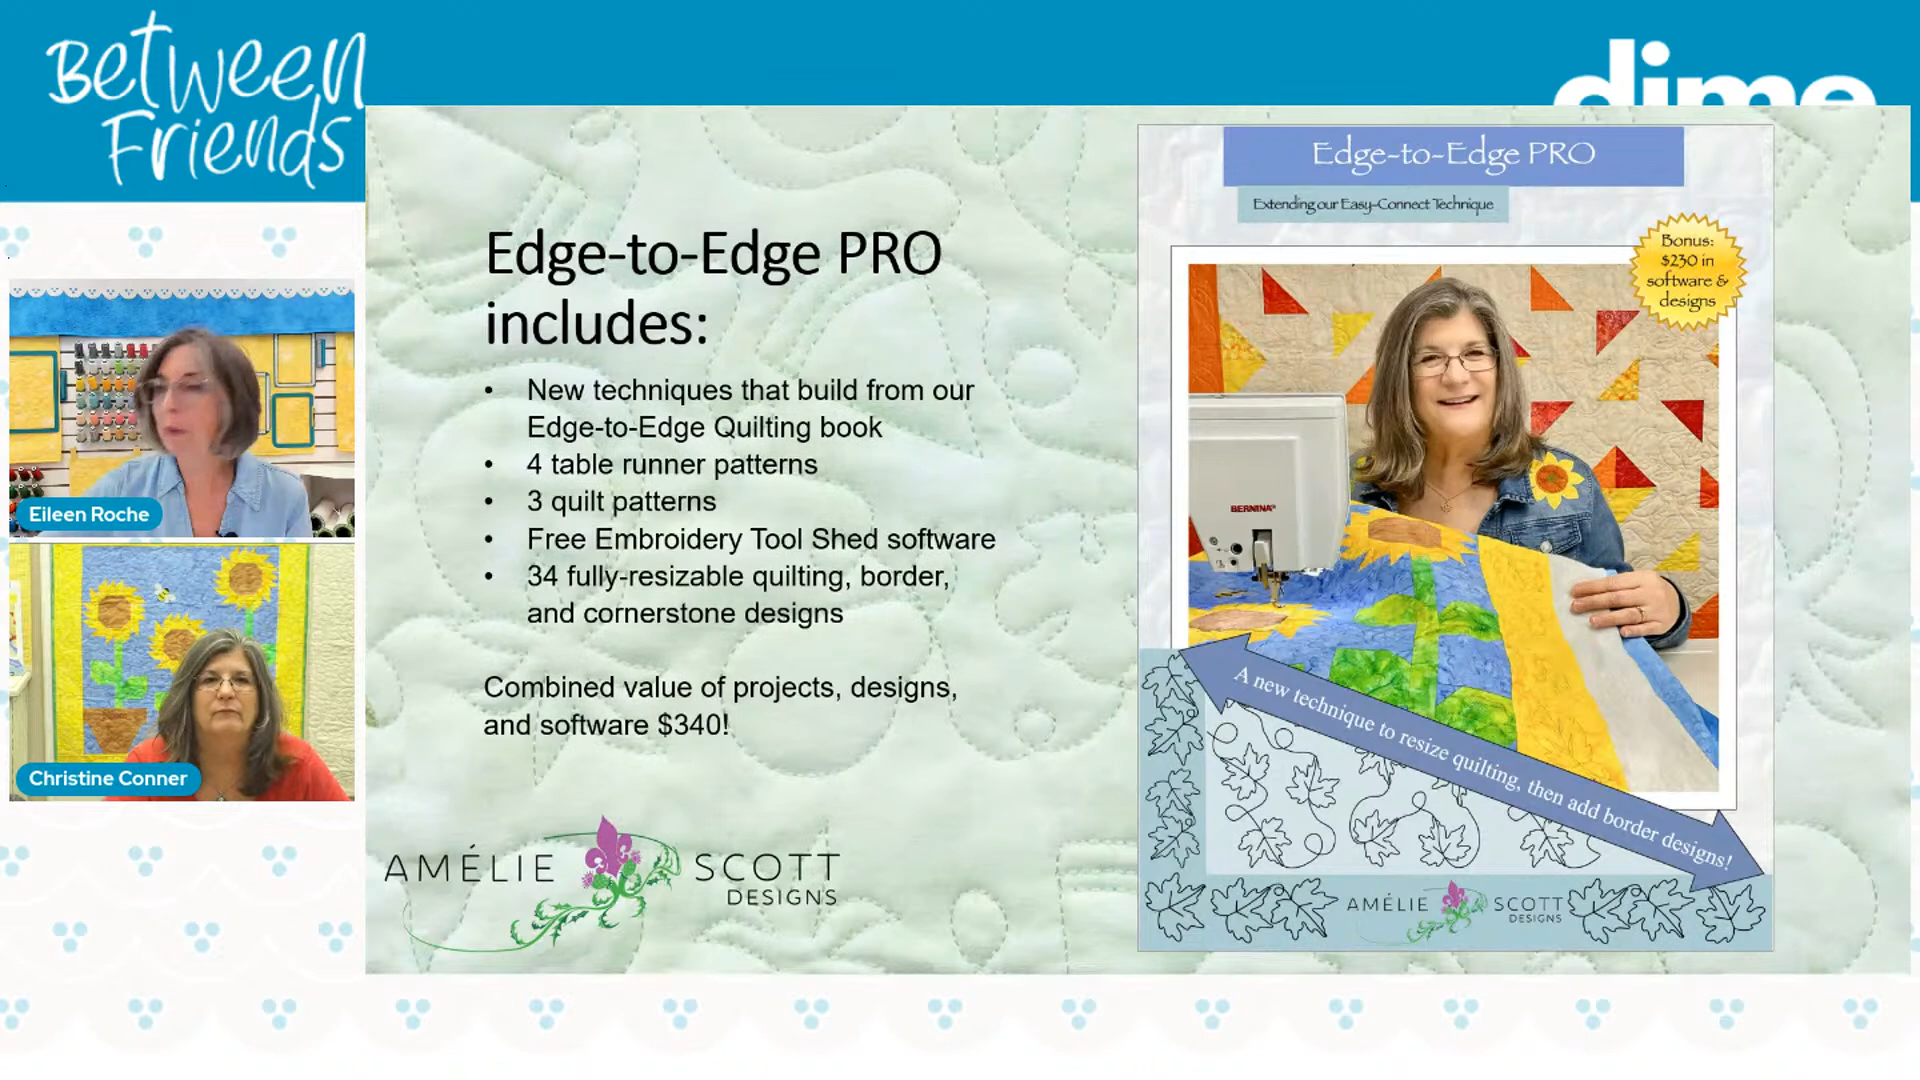 Between
Friends
dime
Eileen Roche
Christine Conner
Edge-to-Edge PRO
includes:
• New techniques that build from our
Edge-to-Edge Quilting book
• 4 table runner patterns
• 3 quilt patterns
• Free Embroidery Tool Shed software
• 34 fully-resizable quilting, border,
and cornerstone designs
Combined value of projects, designs,
and software $340!
AMÉLIE SCOTT
DESIGNS
Edge-to-Edge PRO
Extending our Easy-Connect Technique
Bonus:
$230 in
software &
designs
BERNINA
A new technique to resize quilting, then add border designs!
AMÉLIE SCOTT
DESIGNS